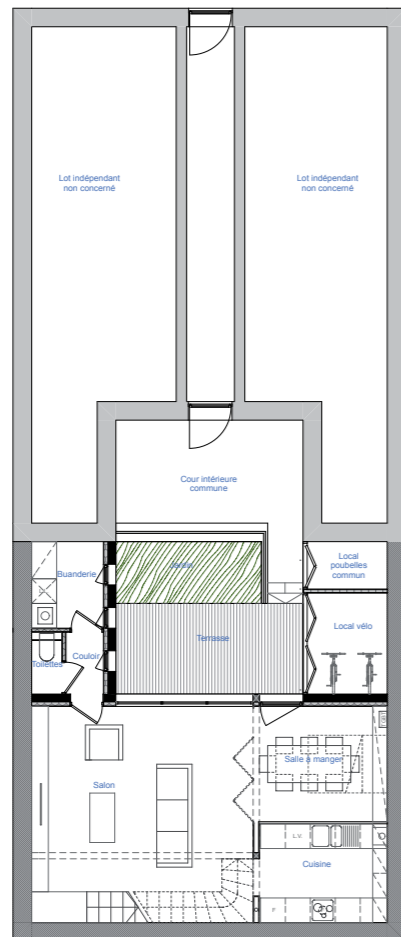 Lot indépendant
non concerné
Lot indépendant
non concerné
Cour intérieure
commune
Jardin
Local
poubelles
commun
Buanderie
Terrasse
Local vélo
Couloir
Toilettes
Salon
Salle à manger
L.V.
Cuisine
F